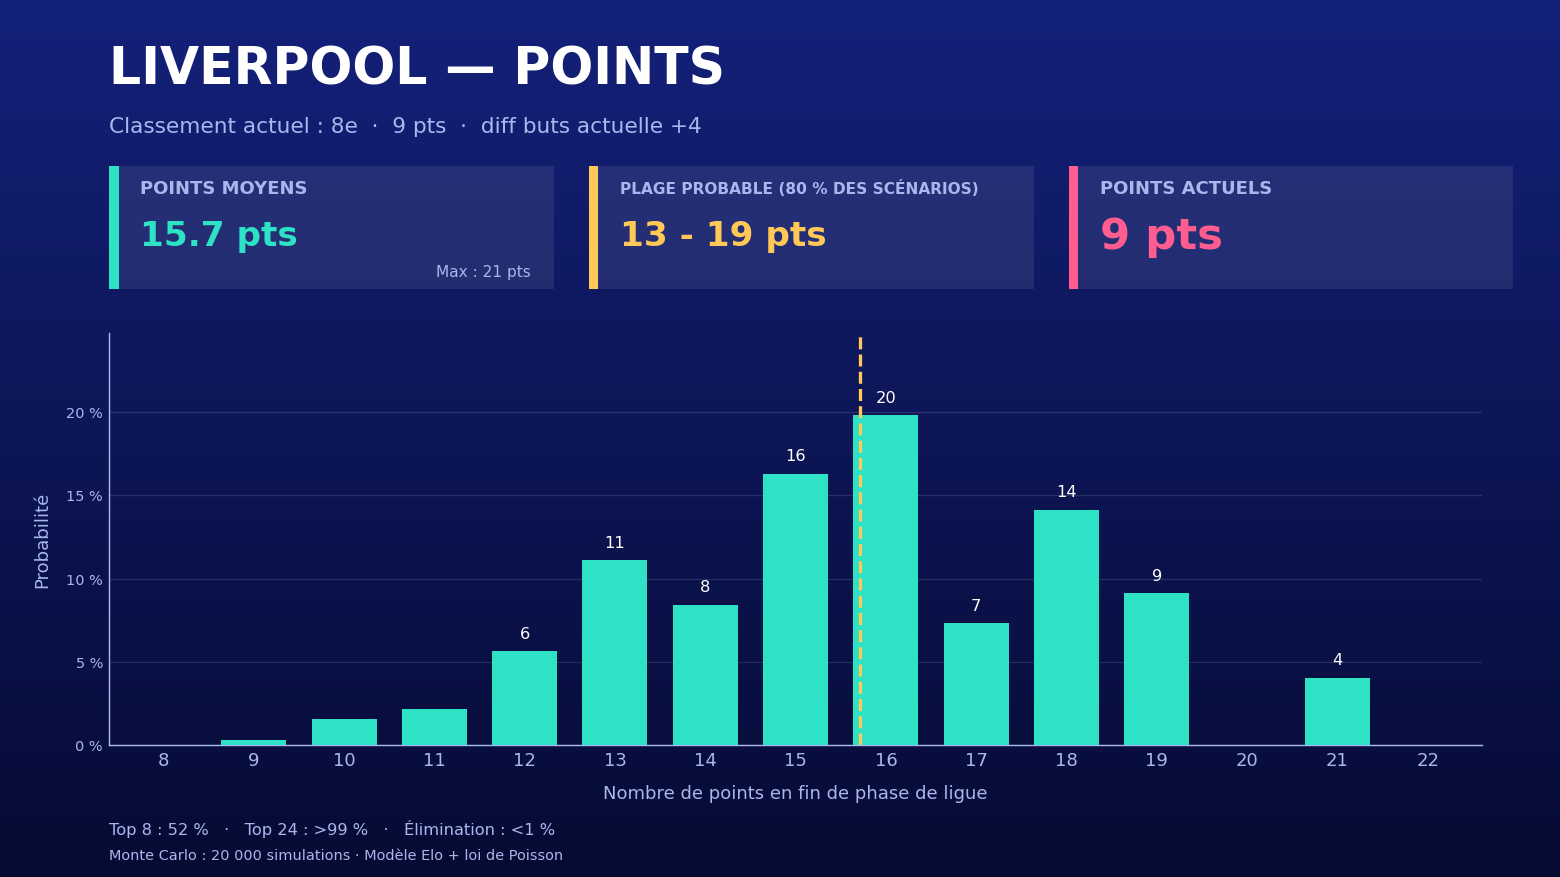 LIVERPOOL — POINTS
Classement actuel : 8e · 9 pts · diff buts actuelle +4
POINTS MOYENS
15.7 pts
Max : 21 pts
PLAGE PROBABLE (80 % DES SCÉNARIOS)
13 - 19 pts
POINTS ACTUELS
9 pts
Probabilité
20 %
15 %
10 %
5 %
0 %
6
11
8
16
20
7
14
9
4
8 9 10 11 12 13 14 15 16 17 18 19 20 21 22
Nombre de points en fin de phase de ligue
Top 8 : 52 % · Top 24 : >99 % · Élimination : <1 %
Monte Carlo : 20 000 simulations · Modèle Elo + loi de Poisson